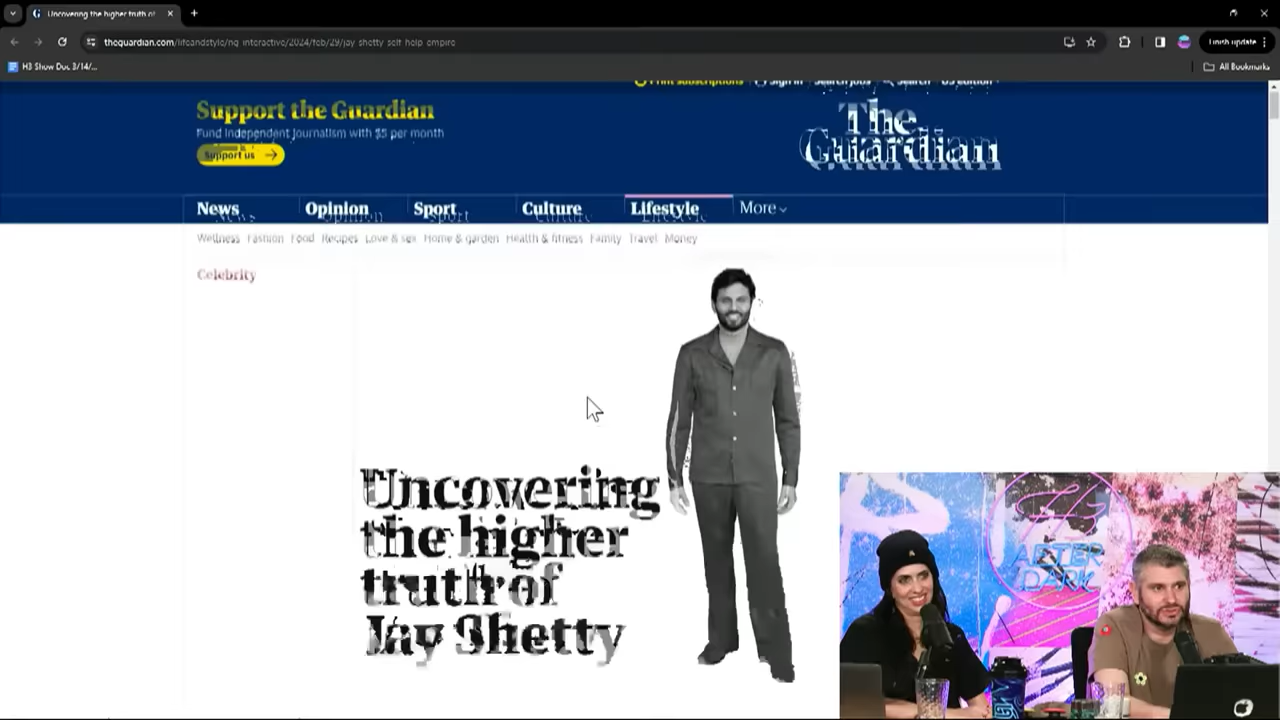 Uncovering the higher truth of
theguardian.com/lifeandstyle/ng-interactive/2024/feb/29/jay-shetty-self-help-empire
Finish update
H3 Show Doc 3/14/...
All Bookmarks
Print subscriptions
Sign in
Search jobs
Search
US edition
Support the Guardian
Fund independent journalism with $5 per month
Support us
The
Guardian
News Opinion Sport Culture Lifestyle More
Wellness Fashion Food Recipes Love & sex Home & garden Health & fitness Family Travel Money
Celebrity
Uncovering
the higher
truth of
Jay Shetty
AFTER
DARK